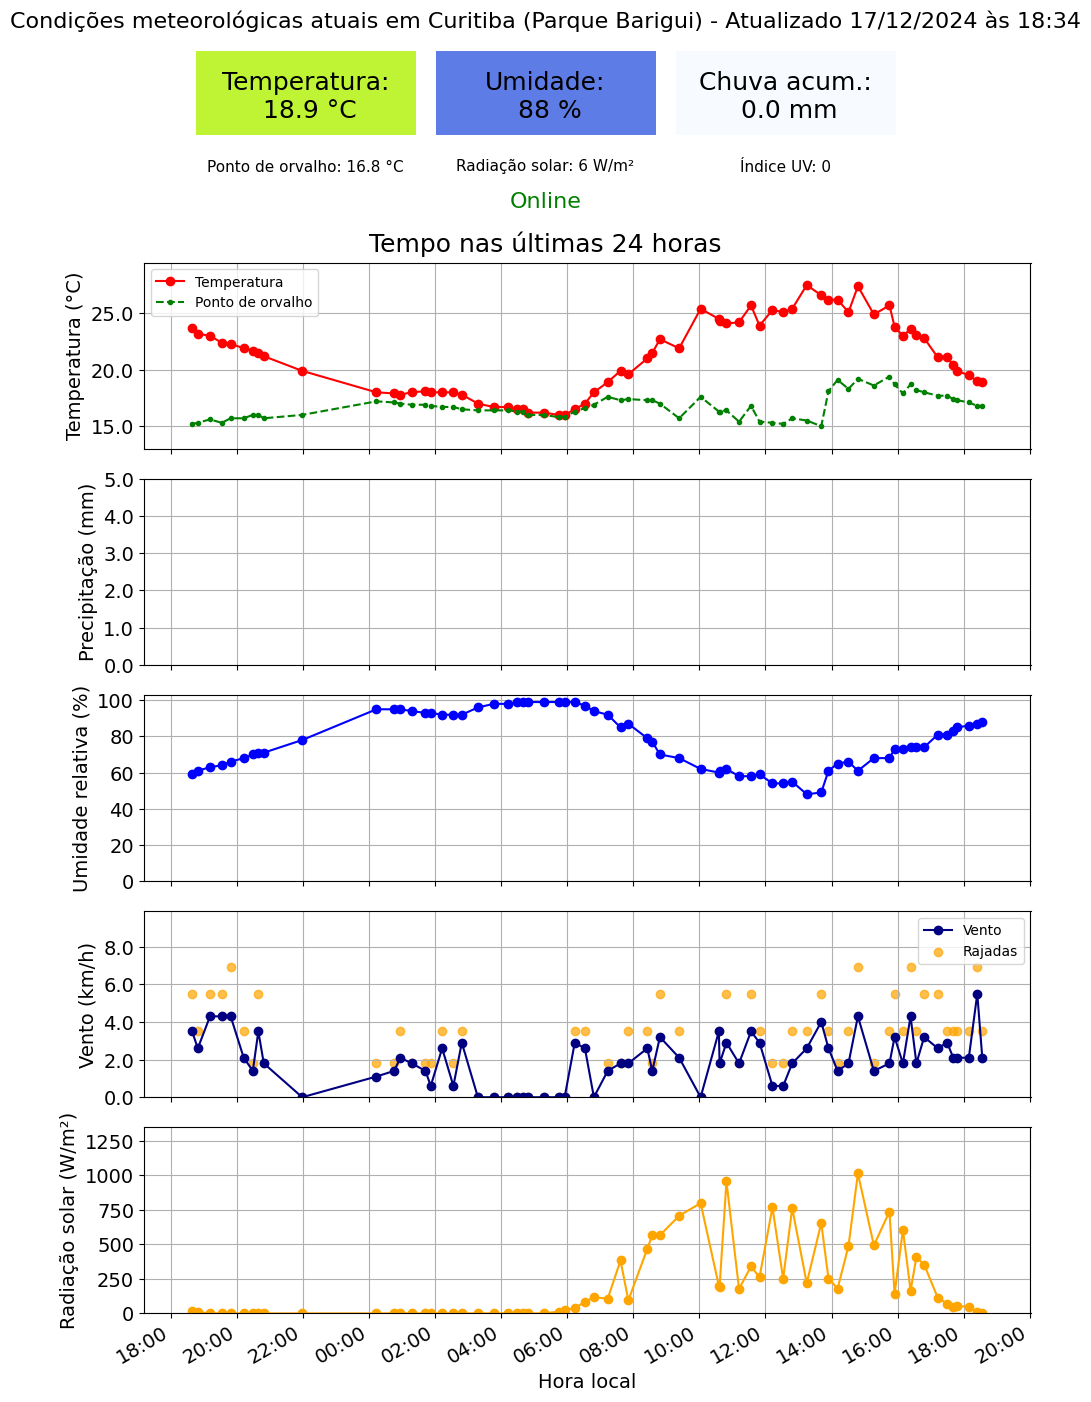 Condições meteorológicas atuais em Curitiba (Parque Barigui) - Atualizado 17/12/2024 às 18:34
Temperatura:
18.9 °C
Umidade:
88 %
Chuva acum.:
0.0 mm
Ponto de orvalho: 16.8 °C
Radiação solar: 6 W/m²
Índice UV: 0
Online
Tempo nas últimas 24 horas
Temperatura (°C)
25.0
20.0
15.0
Temperatura
Ponto de orvalho
Precipitação (mm)
5.0
4.0
3.0
2.0
1.0
0.0
Umidade relativa (%)
100
80
60
40
20
0
Vento (km/h)
8.0
6.0
4.0
2.0
0.0
Vento
Rajadas
Radiação solar (W/m²)
1250
1000
750
500
250
0
18:00
20:00
22:00
00:00
02:00
04:00
06:00
08:00
10:00
12:00
14:00
16:00
18:00
20:00
Hora local